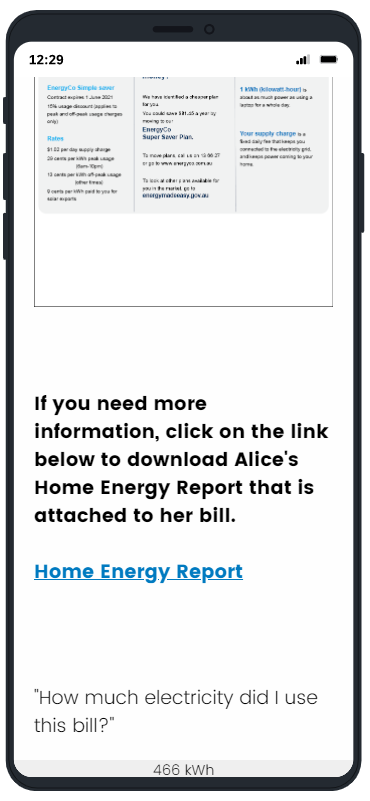 12:29
EnergyCo Simple saver
Contract expires 1 June 2021
15% usage discount (applies to
peak and off-peak usage charges
only)
Rates
$1.02 per day supply charge
28 cents per kWh peak usage
(6am-10pm)
12 cents per kWh off-peak usage
(other times)
9 cents per kWh paid to you for
solar exports
We have identified a cheaper plan
for you.
You could save $91.45 a year by
moving to our
EnergyCo
Super Saver Plan.
To move plans, call us on 13 66 27
or go to www.energyco.com.au
To look at other plans available for
you in the market, go to
energymadeeasy.gov.au
1 kWh (kilowatt-hour) is
about as much power as using a
laptop for a whole day.
Your supply charge is a
fixed daily fee that keeps you
connected to the electricity grid,
and keeps power coming to your
home.
If you need more
information, click on the link
below to download Alice's
Home Energy Report that is
attached to her bill.
Home Energy Report
"How much electricity did I use
this bill?"
466 kWh